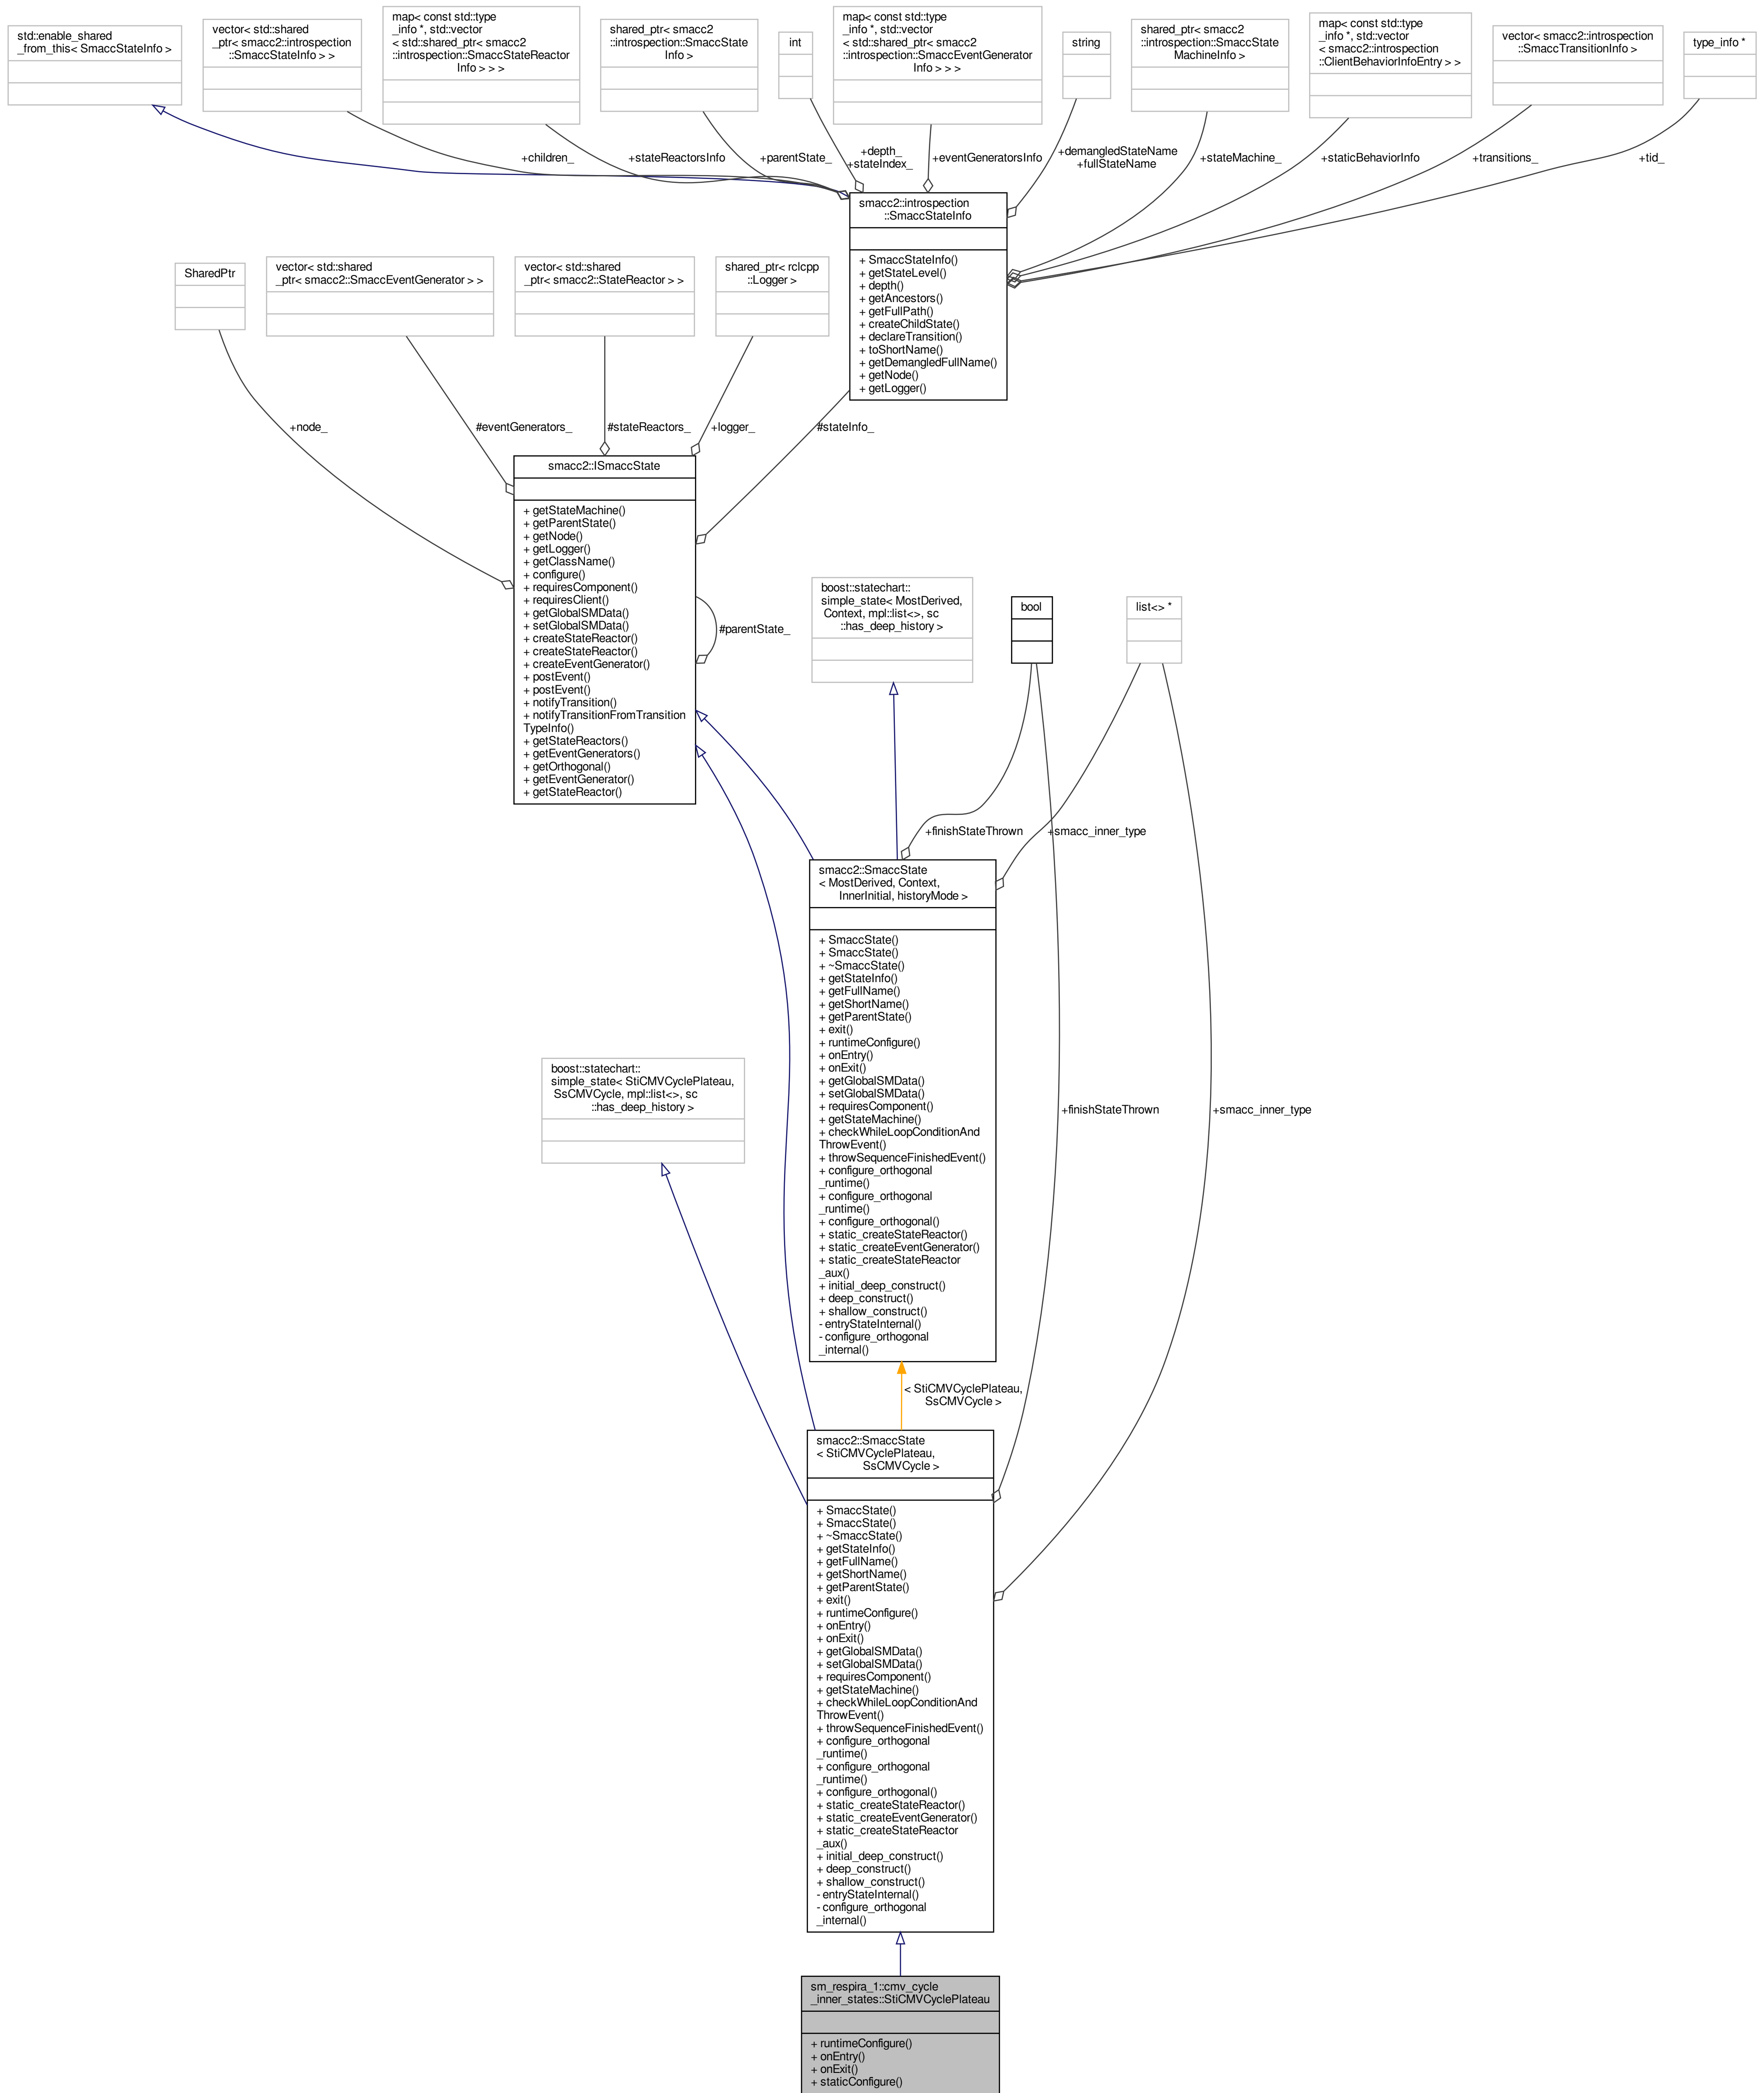 std::enable_shared
_from_this< SmaccStateInfo >
vector< std::shared
_ptr< smacc2::introspection
::SmaccStateInfo > >
map< const std::type
_info *, std::vector
< std::shared_ptr< smacc2
::introspection::SmaccStateReactor
Info > > >
shared_ptr< smacc2
::introspection::SmaccState
Info >
int
map< const std::type
_info *, std::vector
< std::shared_ptr< smacc2
::introspection::SmaccEventGenerator
Info > > >
string
shared_ptr< smacc2
::introspection::SmaccState
MachineInfo >
map< const std::type
_info *, std::vector
< smacc2::introspection
::ClientBehaviorInfoEntry > >
vector< smacc2::introspection
::SmaccTransitionInfo >
type_info *
+children_
+stateReactorsInfo
+parentState_
+depth_
+stateIndex_
+eventGeneratorsInfo
+demangledStateName
+fullStateName
+stateMachine_
+staticBehaviorInfo
+transitions_
+tid_
smacc2::introspection
::SmaccStateInfo
+ SmaccStateInfo()
+ getStateLevel()
+ depth()
+ getAncestors()
+ getFullPath()
+ createChildState()
+ declareTransition()
+ toShortName()
+ getDemangledFullName()
+ getNode()
+ getLogger()
SharedPtr
vector< std::shared
_ptr< smacc2::SmaccEventGenerator > >
vector< std::shared
_ptr< smacc2::StateReactor > >
shared_ptr< rclcpp
::Logger >
+node_
#eventGenerators_
#stateReactors_
+logger_
#stateInfo_
smacc2::ISmaccState
+ getStateMachine()
+ getParentState()
+ getNode()
+ getLogger()
+ getClassName()
+ configure()
+ requiresComponent()
+ requiresClient()
+ getGlobalSMData()
+ setGlobalSMData()
+ createStateReactor()
+ createStateReactor()
+ createEventGenerator()
+ postEvent()
+ postEvent()
+ notifyTransition()
+ notifyTransitionFromTransition
TypeInfo()
+ getStateReactors()
+ getEventGenerators()
+ getOrthogonal()
+ getEventGenerator()
+ getStateReactor()
#parentState_
boost::statechart::
simple_state< MostDerived,
Context, mpl::list<>, sc
::has_deep_history >
bool
list<> *
+finishStateThrown
+smacc_inner_type
smacc2::SmaccState
< MostDerived, Context,
InnerInitial, historyMode >
+ SmaccState()
+ SmaccState()
+ ~SmaccState()
+ getStateInfo()
+ getFullName()
+ getShortName()
+ getParentState()
+ exit()
+ runtimeConfigure()
+ onEntry()
+ onExit()
+ getGlobalSMData()
+ setGlobalSMData()
+ requiresComponent()
+ getStateMachine()
+ checkWhileLoopConditionAnd
ThrowEvent()
+ throwSequenceFinishedEvent()
+ configure_orthogonal
_runtime()
+ configure_orthogonal
_runtime()
+ configure_orthogonal()
+ static_createStateReactor()
+ static_createEventGenerator()
+ static_createStateReactor
_aux()
+ initial_deep_construct()
+ deep_construct()
+ shallow_construct()
- entryStateInternal()
- configure_orthogonal
_internal()
boost::statechart::
simple_state< StiCMVCyclePlateau,
SsCMVCycle, mpl::list<>, sc
::has_deep_history >
+finishStateThrown
+smacc_inner_type
< StiCMVCyclePlateau,
SsCMVCycle >
smacc2::SmaccState
< StiCMVCyclePlateau,
SsCMVCycle >
+ SmaccState()
+ SmaccState()
+ ~SmaccState()
+ getStateInfo()
+ getFullName()
+ getShortName()
+ getParentState()
+ exit()
+ runtimeConfigure()
+ onEntry()
+ onExit()
+ getGlobalSMData()
+ setGlobalSMData()
+ requiresComponent()
+ getStateMachine()
+ checkWhileLoopConditionAnd
ThrowEvent()
+ throwSequenceFinishedEvent()
+ configure_orthogonal
_runtime()
+ configure_orthogonal
_runtime()
+ configure_orthogonal()
+ static_createStateReactor()
+ static_createEventGenerator()
+ static_createStateReactor
_aux()
+ initial_deep_construct()
+ deep_construct()
+ shallow_construct()
- entryStateInternal()
- configure_orthogonal
_internal()
sm_respira_1::cmv_cycle
_inner_states::StiCMVCyclePlateau
+ runtimeConfigure()
+ onEntry()
+ onExit()
+ staticConfigure()